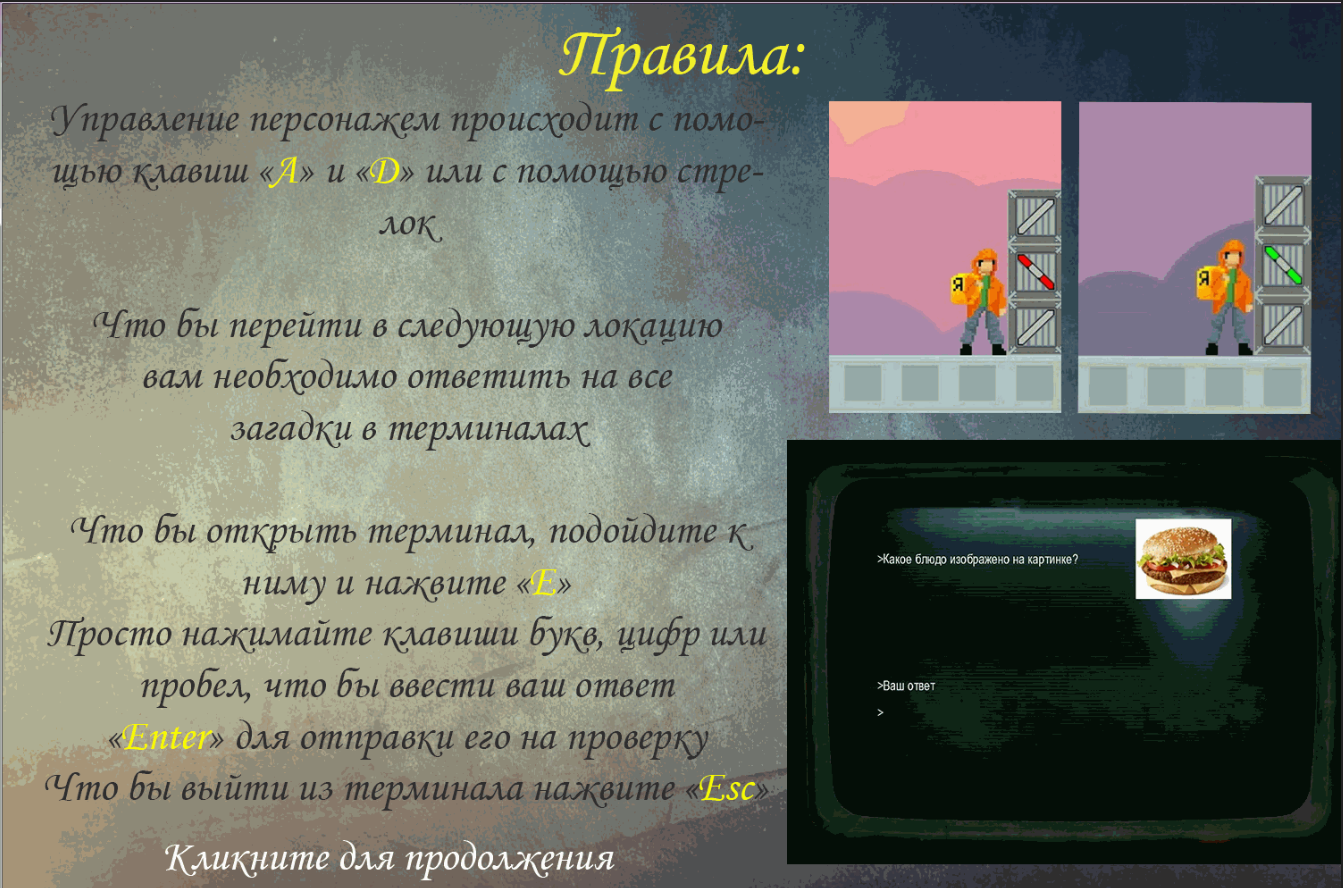 Правила:
Управление персонажем происходит с помо-
щью клавиш «A» и «D» или с помощью стре-
лок
Что бы перейти в следующую локацию
вам необходимо ответить на все
загадки в терминалах
Что бы открыть терминал, подойдите к
ниму и нажвите «E»
Просто нажимайте клавиши букв, цифр или
пробел, что бы ввести ваш ответ
«Enter» для отправки его на проверку
Что бы выйти из терминала нажвите «Esc»
Кликните для продолжения
Я
Я
>Какое блюдо изображено на картинке?
>Ваш ответ
>